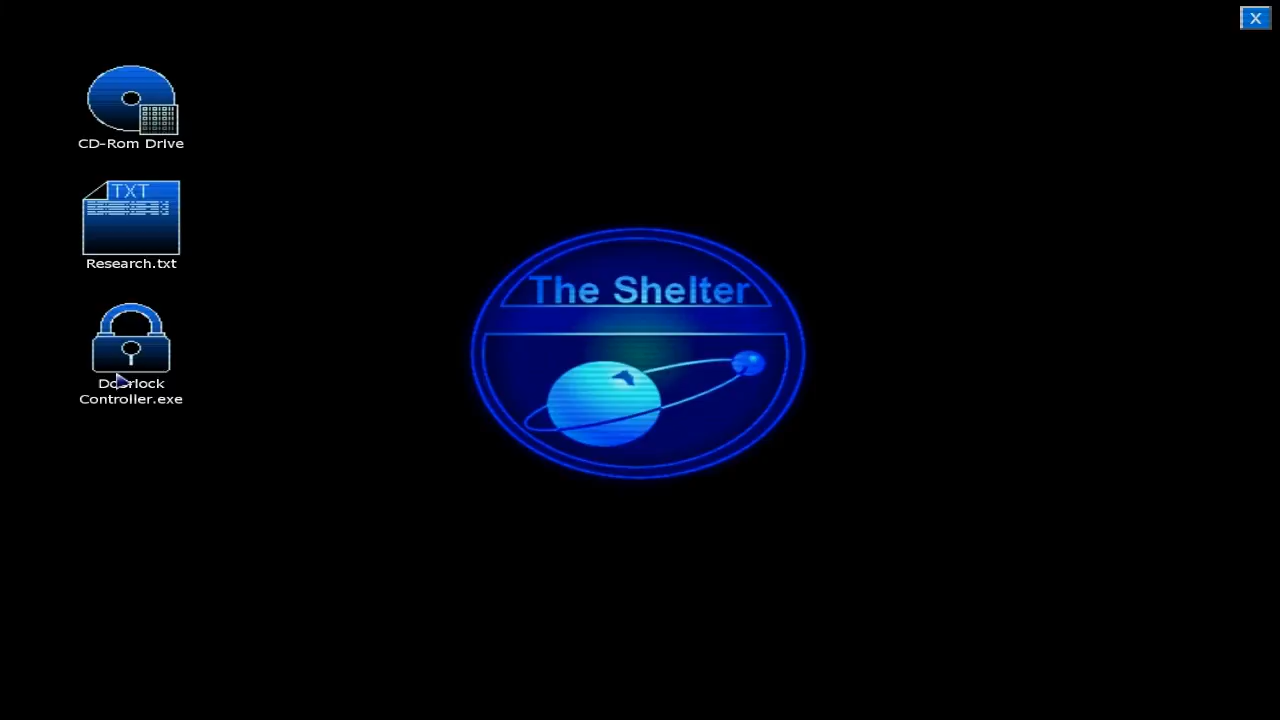 X
CD-Rom Drive
TXT
Research.txt
Doorlock
Controller.exe
The Shelter